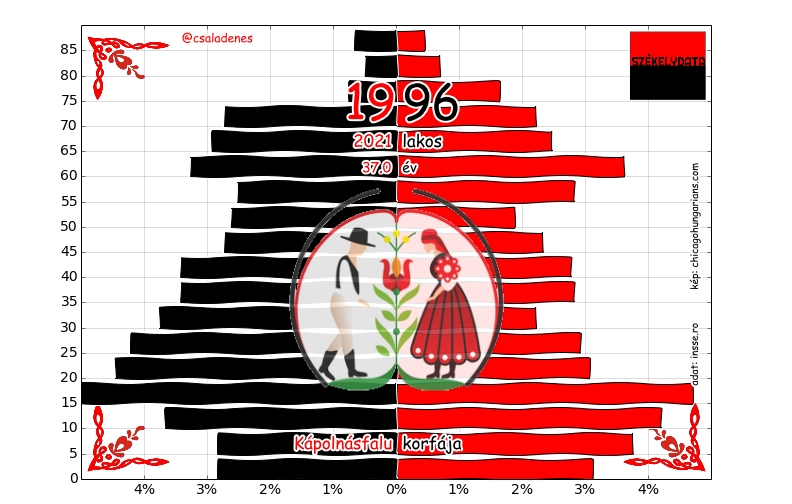 @csaladenes
SZÉKELYDATA
1996
2021 lakos
37.0 év
kép: chicagohungarians.com
adat: insse.ro
Kápolnásfalu korfája
85
80
75
70
65
60
55
50
45
40
35
30
25
20
15
10
5
0
4% 3% 2% 1% 0% 1% 2% 3% 4%